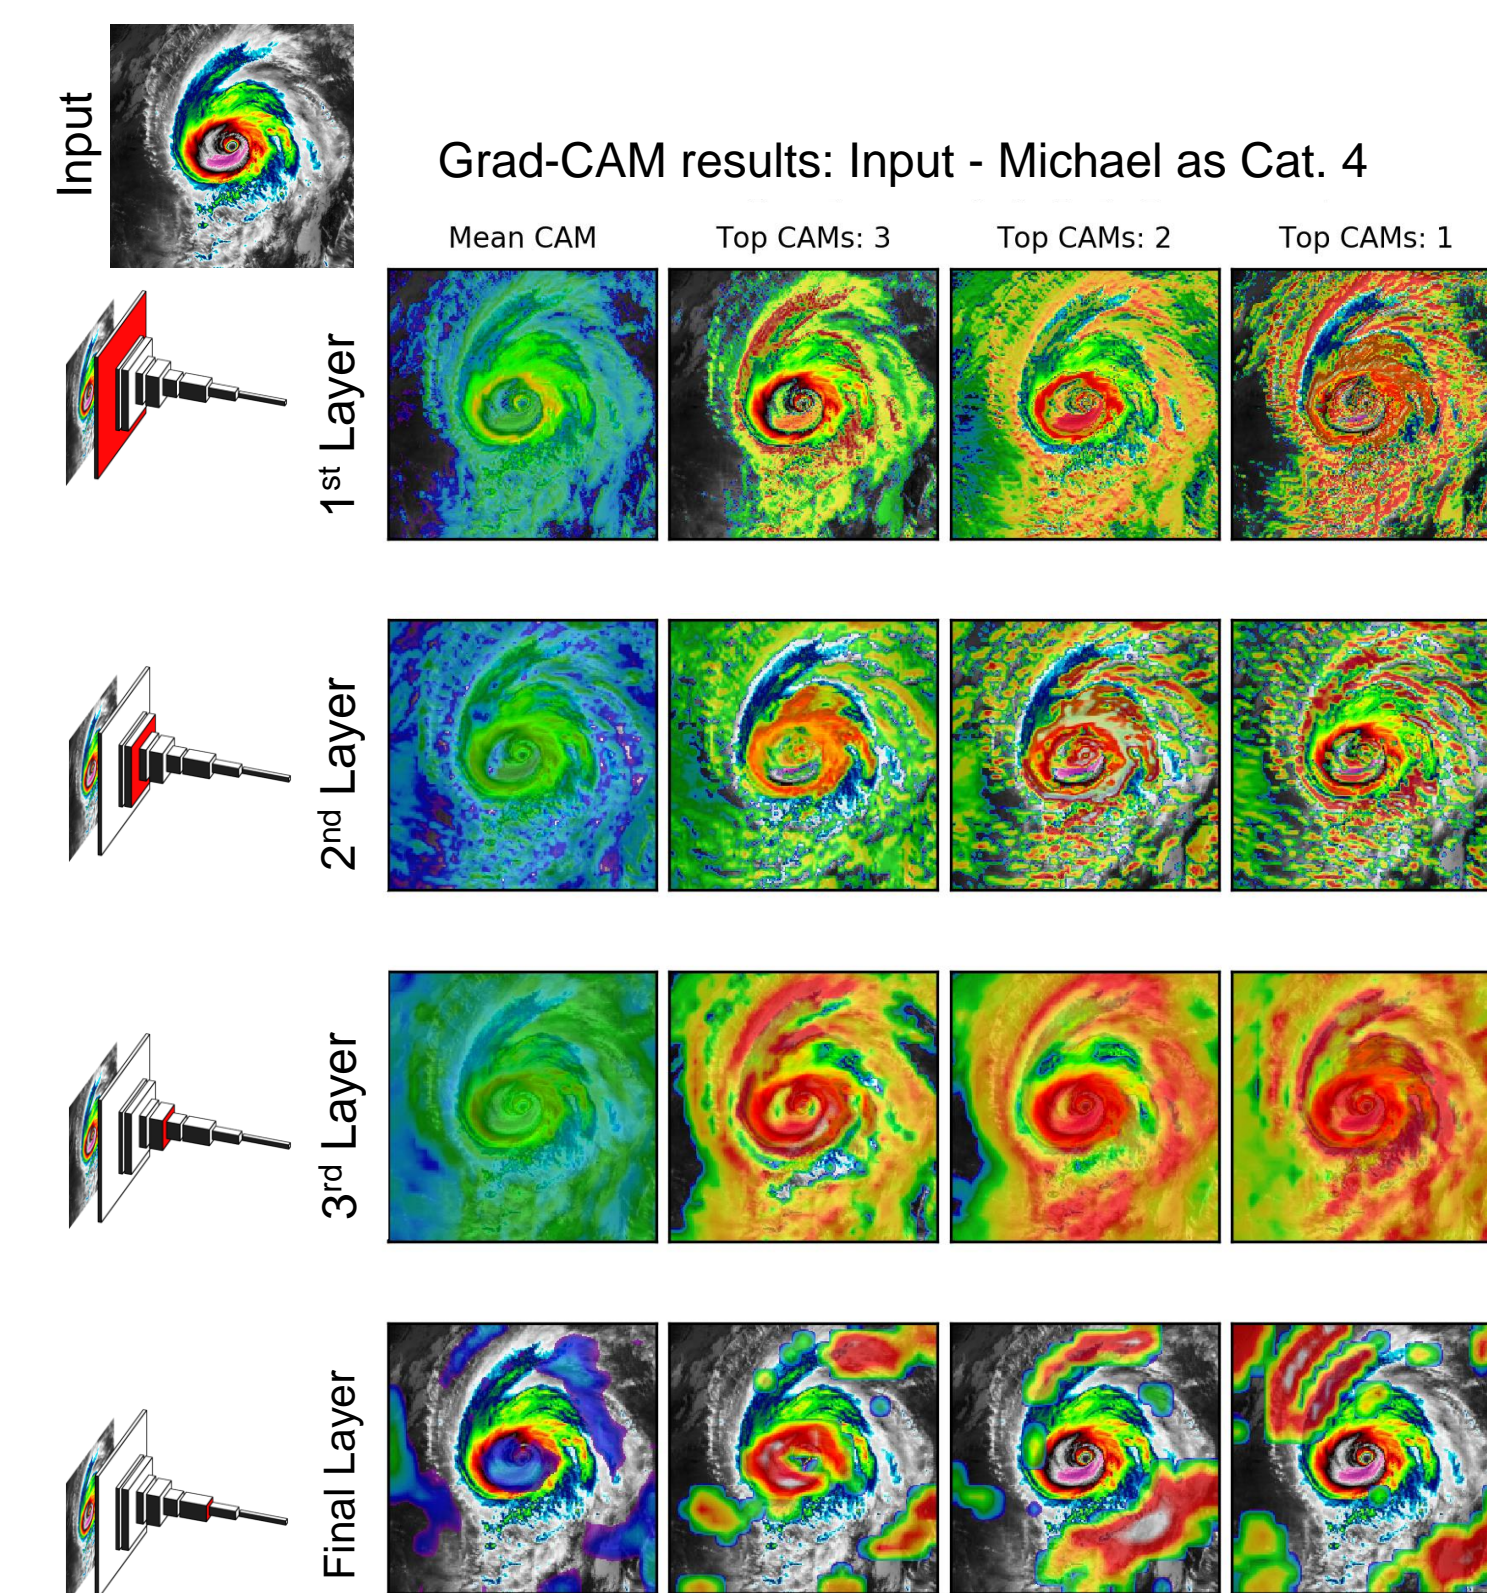 Input
Grad-CAM results: Input - Michael as Cat. 4
Mean CAM
Top CAMs: 3
Top CAMs: 2
Top CAMs: 1
1st Layer
2nd Layer
3rd Layer
Final Layer